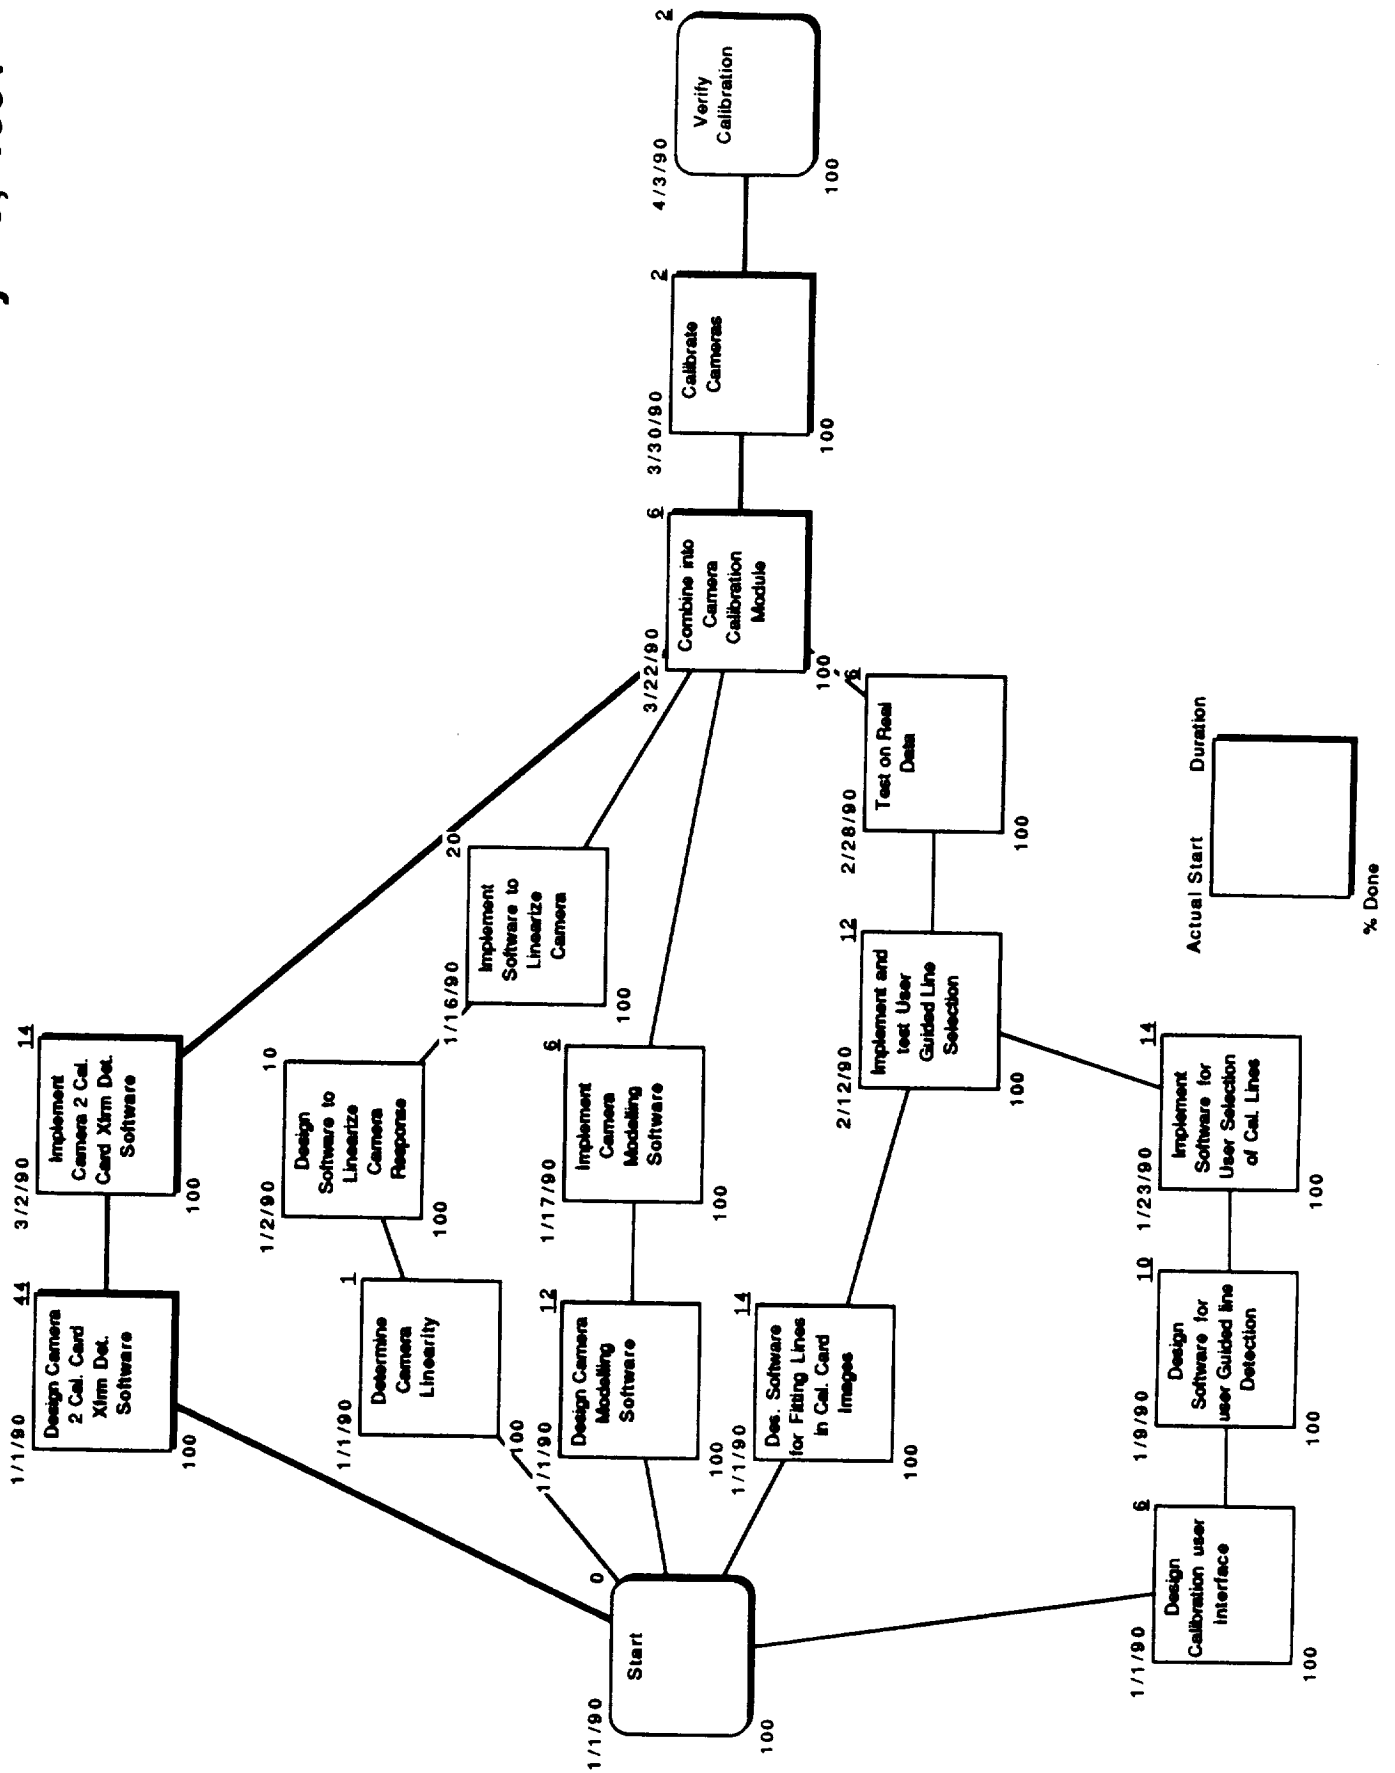 1/1/90
44
Design Camera
2 Cal. Card
Xfrm Det.
Software
100
3/2/90
14
Implement
Camera 2 Cal.
Card Xfrm Det.
Software
100
1/1/90
1
Determine
Camera
Linearity
100
1/2/90
10
Design
Software to
Linearize
Camera
Response
100
1/16/90
20
Implement
Software to
Linearize
Camera
100
1/1/90
12
Design Camera
Modelling
Software
100
1/17/90
6
Implement
Camera
Modelling
Software
100
1/1/90
0
Start
100
3/22/90
6
Combine into
Camera
Calibration
Module
100
3/30/90
2
Calibrate
Cameras
100
4/3/90
2
Verify
Calibration
100
1/1/90
14
Des. Software
for Fitting Lines
in Cal. Card
Images
100
2/12/90
12
Implement and
test User
Guided Line
Selection
100
2/28/90
6
Test on Real
Data
100
1/1/90
6
Design
Calibration user
Interface
100
1/9/90
10
Design
Software for
user Guided line
Detection
100
1/23/90
14
Implement
Software for
User Selection
of Cal. Lines
100
Actual Start
Duration
% Done